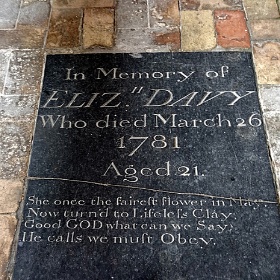 In Memory of
ELIZ." DAVY
Who died March 26
1781
Aged 21.
She once the fairest flower in May,
Now turn'd to Lifeless Clay,
Good GOD what can we Say,
He calls we must Obey.